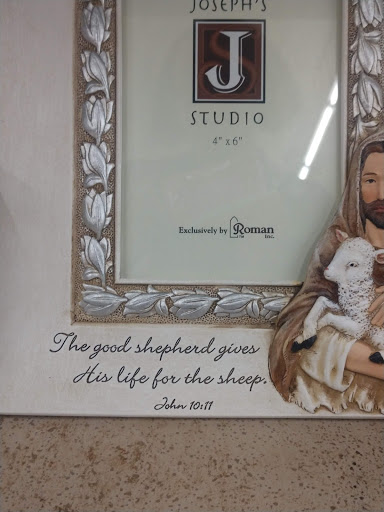 JOSEPH'S
J
STUDIO
4" x 6"
Exclusively by Roman Inc.
The good shepherd gives
His life for the sheep.
John 10:11